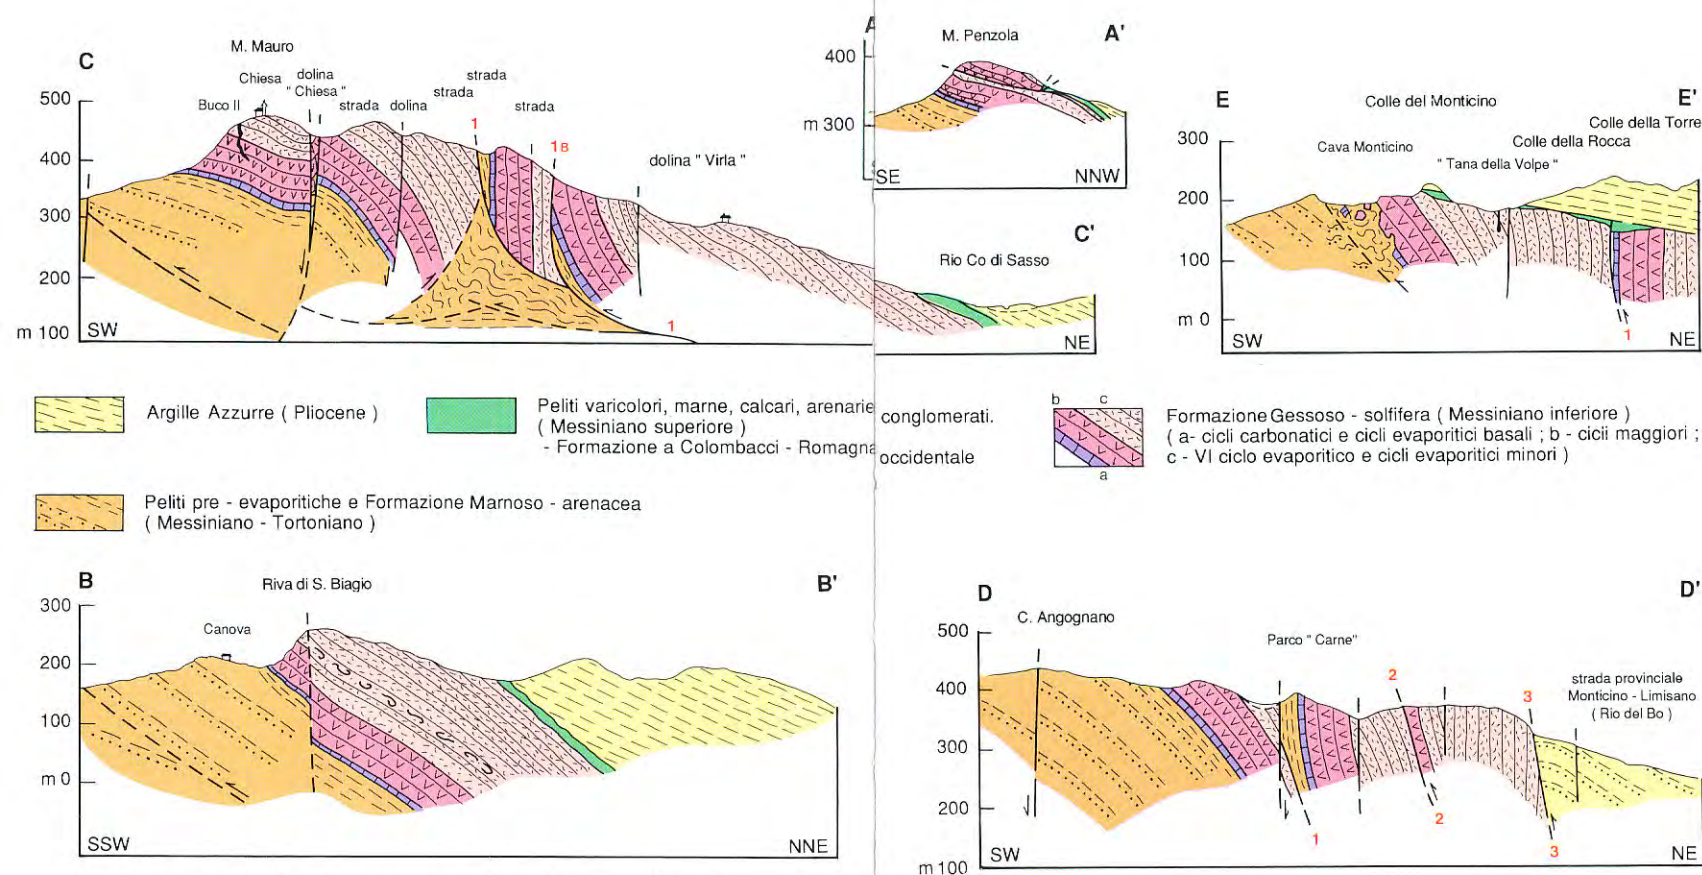 C
M. Mauro
Chiesa
dolina
" Chiesa "
Buco II
strada
dolina
strada
strada
strada
1
1B
dolina " Virla "
500
400
300
200
m 100
SW
1
A
M. Penzola
A'
400
m 300
SE
NNW
C'
Rio Co di Sasso
NE
E
Colle del Monticino
E'
Colle della Torre
Colle della Rocca
Cava Monticino
" Tana della Volpe "
300
200
100
m 0
SW
1
NE
Argille Azzurre ( Pliocene )
Peliti varicolori, marne, calcari, arenarie
conglomerati.
( Messiniano superiore )
- Formazione a Colombacci - Romagna
occidentale
b c
a
Formazione Gessoso - solfifera ( Messiniano inferiore )
( a- cicli carbonatici e cicli evaporitici basali ; b - cicli maggiori ;
c - VI ciclo evaporitico e cicli evaporitici minori )
Peliti pre - evaporitiche e Formazione Marnoso - arenacea
( Messiniano - Tortoniano )
B
Riva di S. Biagio
B'
Canova
300
200
100
m 0
SSW
NNE
D
C. Angognano
D'
Parco " Carne"
strada provinciale
Monticino - Limisano
( Rio del Bo )
500
400
300
200
m 100
2
3
1
2
3
SW
NE